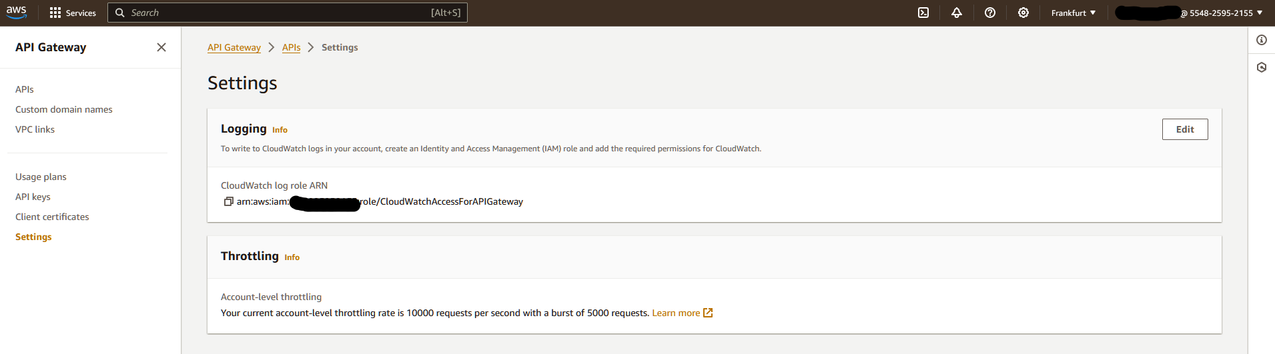 aws Services Search [Alt+S] Frankfurt ▼ @ 5548-2595-2155 ▼
API Gateway
APIs
Custom domain names
VPC links
Usage plans
API keys
Client certificates
Settings
API Gateway > APIs > Settings
Settings
Logging Info
Edit
To write to CloudWatch logs in your account, create an Identity and Access Management (IAM) role and add the required permissions for CloudWatch.
CloudWatch log role ARN
arn:aws:iam: role/CloudWatchAccessForAPIGateway
Throttling Info
Account-level throttling
Your current account-level throttling rate is 10000 requests per second with a burst of 5000 requests. Learn more